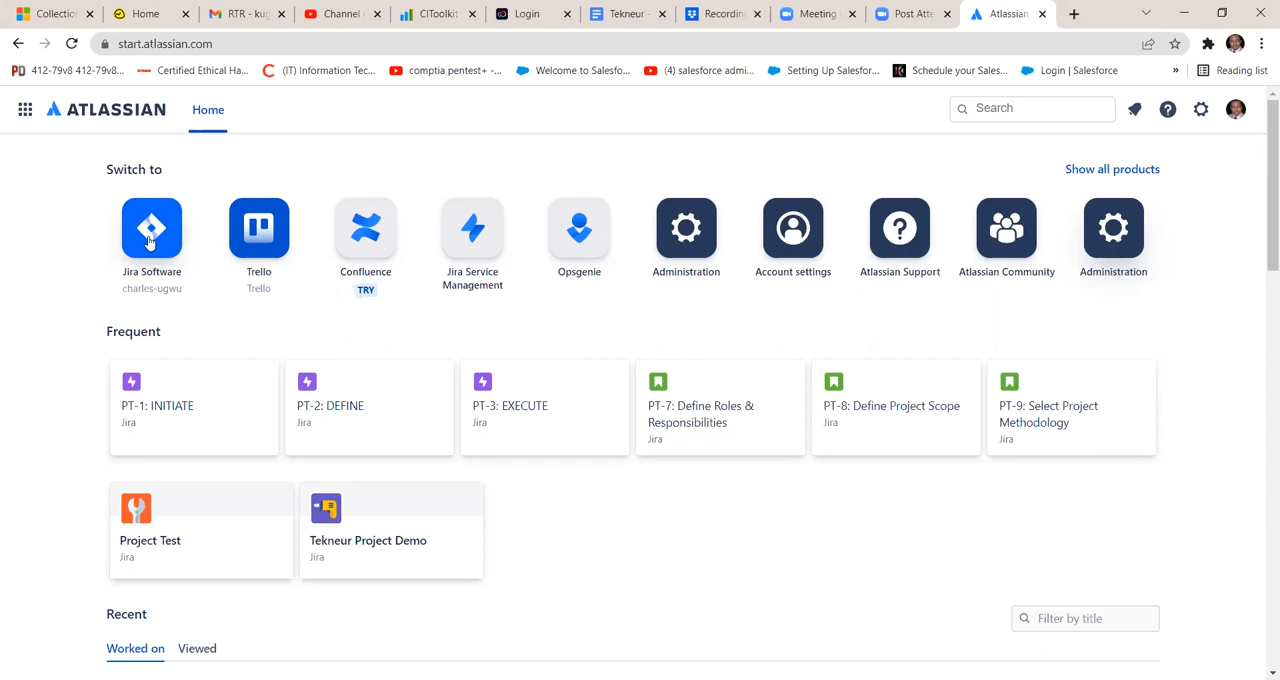 Collection
Home
RTR - kug
Channel c
CIToolkit
Login
Tekneur -
Recordin
Meeting
Post Atte
Atlassian
start.atlassian.com
412-79v8 412-79v8...
Certified Ethical Ha...
(IT) Information Tec...
comptia pentest+ -...
Welcome to Salesfo...
(4) salesforce admi...
Setting Up Salesfor...
Schedule your Sales...
Login | Salesforce
»
Reading list
ATLASSIAN
Home
Search
Switch to
Show all products
Jira Software
charles-ugwu
Trello
Trello
Confluence
TRY
Jira Service
Management
Opsgenie
Administration
Account settings
Atlassian Support
Atlassian Community
Administration
Frequent
PT-1: INITIATE
Jira
PT-2: DEFINE
Jira
PT-3: EXECUTE
Jira
PT-7: Define Roles &
Responsibilities
Jira
PT-8: Define Project Scope
Jira
PT-9: Select Project
Methodology
Jira
Project Test
Jira
Tekneur Project Demo
Jira
Recent
Filter by title
Worked on
Viewed